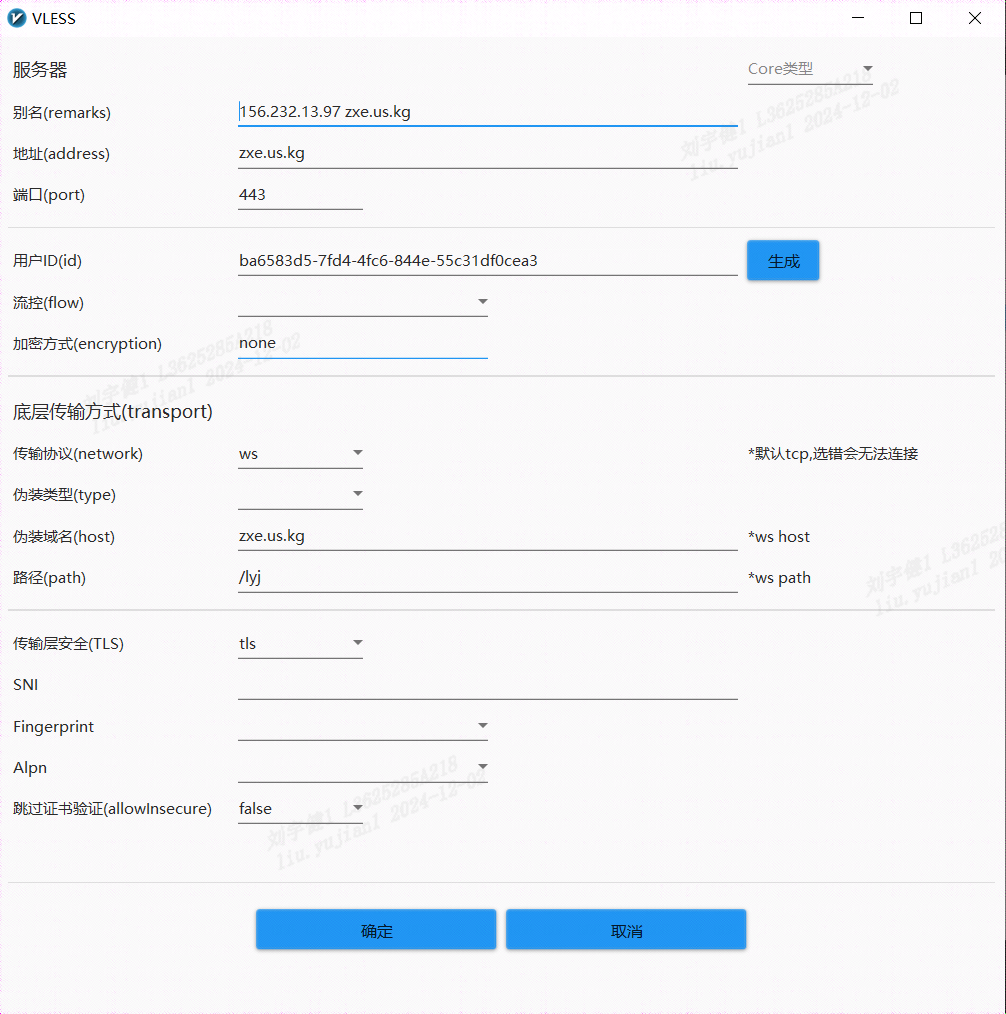 VLESS
服务器
Core类型
别名(remarks)
156.232.13.97 zxe.us.kg
地址(address)
zxe.us.kg
端口(port)
443
用户ID(id)
ba6583d5-7fd4-4fc6-844e-55c31df0cea3
生成
流控(flow)
加密方式(encryption)
none
底层传输方式(transport)
传输协议(network)
ws
*默认tcp,选错会无法连接
伪装类型(type)
伪装域名(host)
zxe.us.kg
*ws host
路径(path)
/lyj
*ws path
传输层安全(TLS)
tls
SNI
Fingerprint
Alpn
跳过证书验证(allowInsecure)
false
确定
取消
刘宇健1 L3625285A218
liu.yujian1 2024-12-02
刘宇健1 L3625285A218
liu.yujian1 2024-12-02
刘宇健1 L3625285
liu.yujian1 20
刘宇健1 L3625285A218
liu.yujian1 2024-12-02